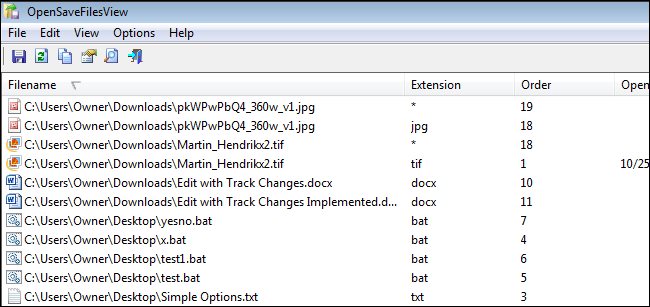 OpenSaveFilesView
File Edit View Options Help
Filename Extension Order Open
C:\Users\Owner\Downloads\pkWPwPbQ4_360w_v1.jpg * 19
C:\Users\Owner\Downloads\pkWPwPbQ4_360w_v1.jpg jpg 18
C:\Users\Owner\Downloads\Martin_Hendrikx2.tif * 18
C:\Users\Owner\Downloads\Martin_Hendrikx2.tif tif 1 10/25
C:\Users\Owner\Downloads\Edit with Track Changes.docx docx 10
C:\Users\Owner\Downloads\Edit with Track Changes Implemented.d... docx 11
C:\Users\Owner\Desktop\yesno.bat bat 7
C:\Users\Owner\Desktop\x.bat bat 4
C:\Users\Owner\Desktop\test1.bat bat 6
C:\Users\Owner\Desktop\test.bat bat 5
C:\Users\Owner\Desktop\Simple Options.txt txt 3